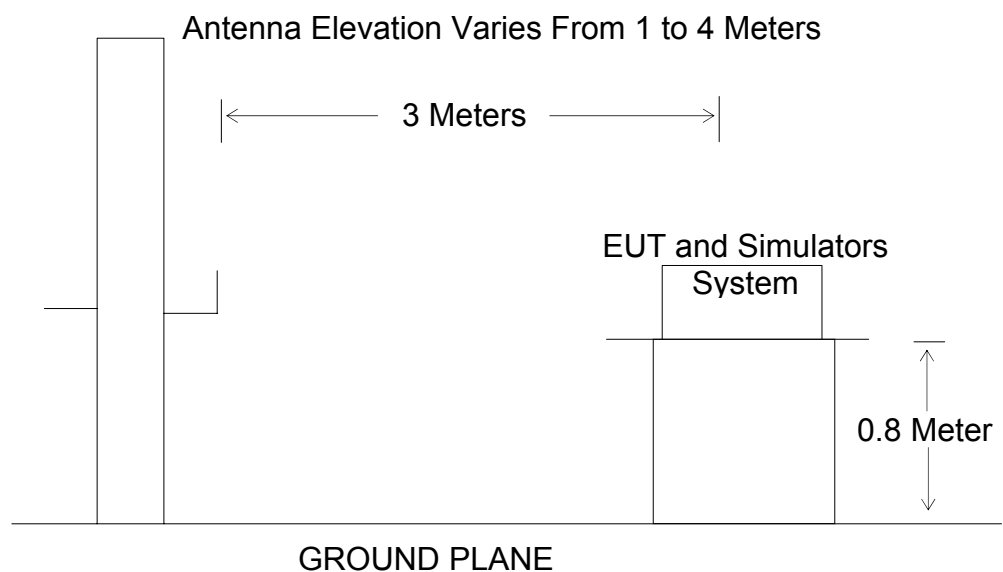 Antenna Elevation Varies From 1 to 4 Meters
3 Meters
EUT and Simulators
System
0.8 Meter
GROUND PLANE